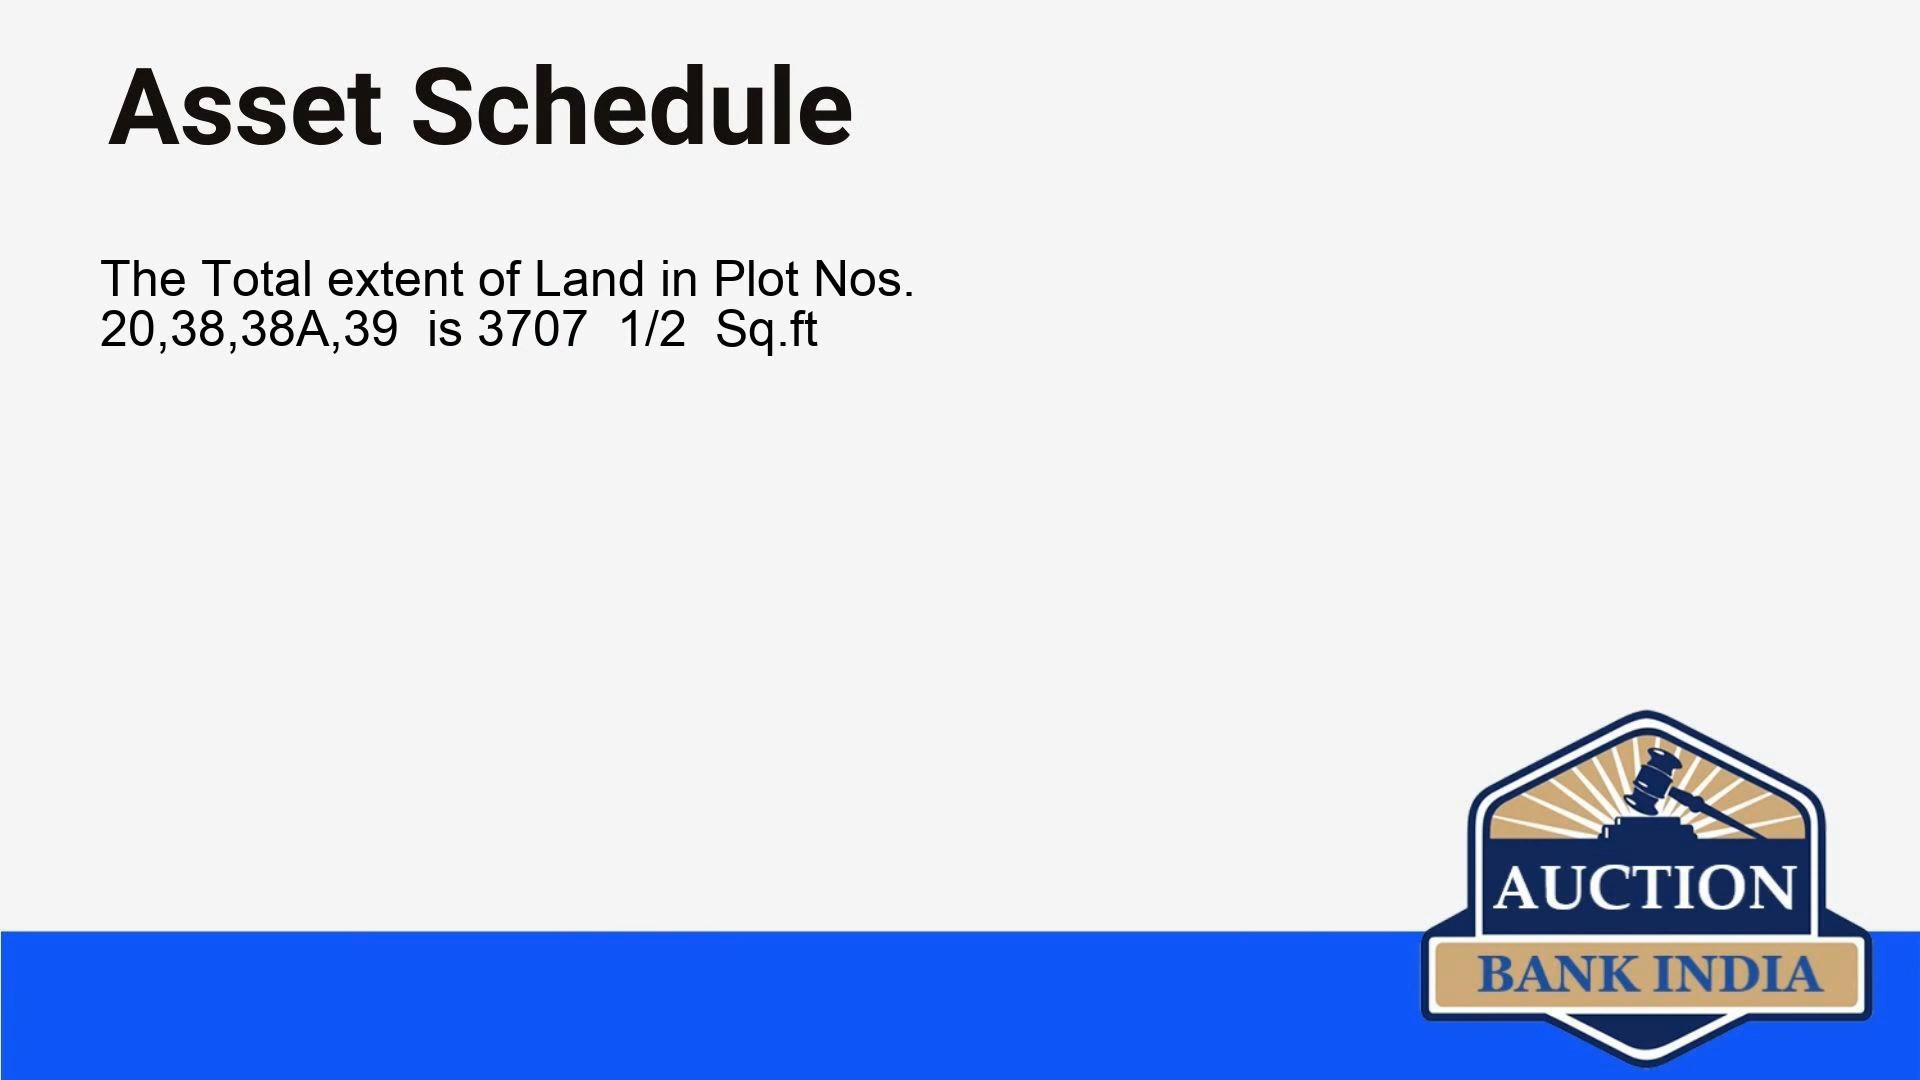 Asset Schedule
The Total extent of Land in Plot Nos.
20,38,38A,39  is 3707  1/2  Sq.ft
AUCTION
BANK INDIA